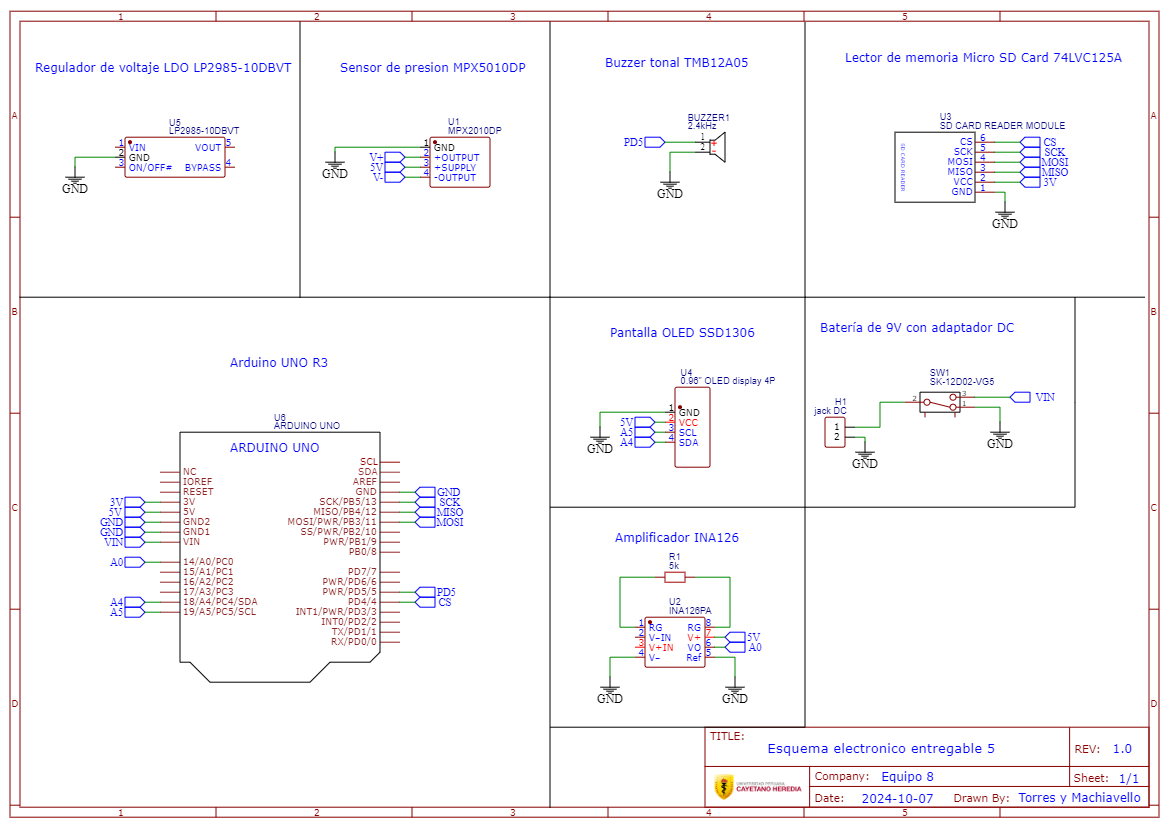 1 2 3 4 5
A
B
C
D
Regulador de voltaje LDO LP2985-10DBVT
U5
LP2985-10DBVT
1 VIN VOUT 5
2 GND
3 ON/OFF# BYPASS 4
GND
Sensor de presion MPX5010DP
U1
MPX2010DP
1 GND
V+ 2 +OUTPUT
5V 3 +SUPPLY
V- 4 -OUTPUT
GND
Buzzer tonal TMB12A05
BUZZER1
2.4kHz
PD5 1 +
2 -
GND
Lector de memoria Micro SD Card 74LVC125A
U3
SD CARD READER MODULE
SD CARD READER
CS 6 CS
SCK 5 SCK
MOSI 4 MOSI
MISO 3 MISO
VCC 2 3V
GND 1
GND
Arduino UNO R3
U6
ARDUINO UNO
ARDUINO UNO
NC
IOREF
RESET
3V 3V
5V 5V
GND GND2
GND GND1
VIN VIN
A0 14/A0/PC0
15/A1/PC1
16/A2/PC2
17/A3/PC3
A4 18/A4/PC4/SDA
A5 19/A5/PC5/SCL
SCL
SDA
AREF
GND GND
SCK/PB5/13 SCK
MISO/PB4/12 MISO
MOSI/PWR/PB3/11 MOSI
SS/PWR/PB2/10
PWR/PB1/9
PB0/8
PD7/7
PWR/PD6/6
PWR/PD5/5 PD5
PD4/4 CS
INT1/PWR/PD3/3
INT0/PD2/2
TX/PD1/1
RX/PD0/0
Pantalla OLED SSD1306
U4
0.96" OLED display 4P
1 GND
5V 2 VCC
A5 3 SCL
A4 4 SDA
GND
Batería de 9V con adaptador DC
H1
jack DC
1
2
GND
SW1
SK-12D02-VG5
2 3 VIN
1
GND
Amplificador INA126
R1
5k
U2
INA126PA
1 RG RG 8
2 V-IN V+ 7 5V
3 V+IN VO 6 A0
4 V- Ref 5
GND GND
TITLE:
Esquema electronico entregable 5
REV: 1.0
UNIVERSIDAD PERUANA
CAYETANO HEREDIA
Company: Equipo 8
Sheet: 1/1
Date: 2024-10-07 Drawn By: Torres y Machiavello
A
B
C
D
1 2 3 4 5